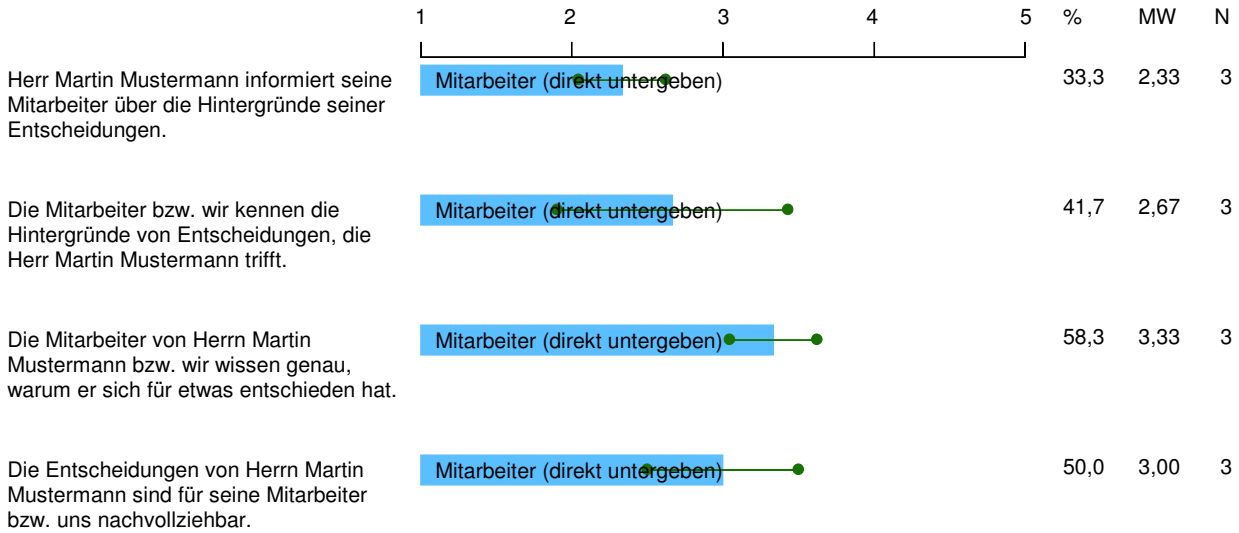 1 2 3 4 5 % MW N
Herr Martin Mustermann informiert seine
Mitarbeiter über die Hintergründe seiner
Entscheidungen.
Mitarbeiter (direkt untergeben)
33,3 2,33 3
Die Mitarbeiter bzw. wir kennen die
Hintergründe von Entscheidungen, die
Herr Martin Mustermann trifft.
Mitarbeiter (direkt untergeben)
41,7 2,67 3
Die Mitarbeiter von Herrn Martin
Mustermann bzw. wir wissen genau,
warum er sich für etwas entschieden hat.
Mitarbeiter (direkt untergeben)
58,3 3,33 3
Die Entscheidungen von Herrn Martin
Mustermann sind für seine Mitarbeiter
bzw. uns nachvollziehbar.
Mitarbeiter (direkt untergeben)
50,0 3,00 3